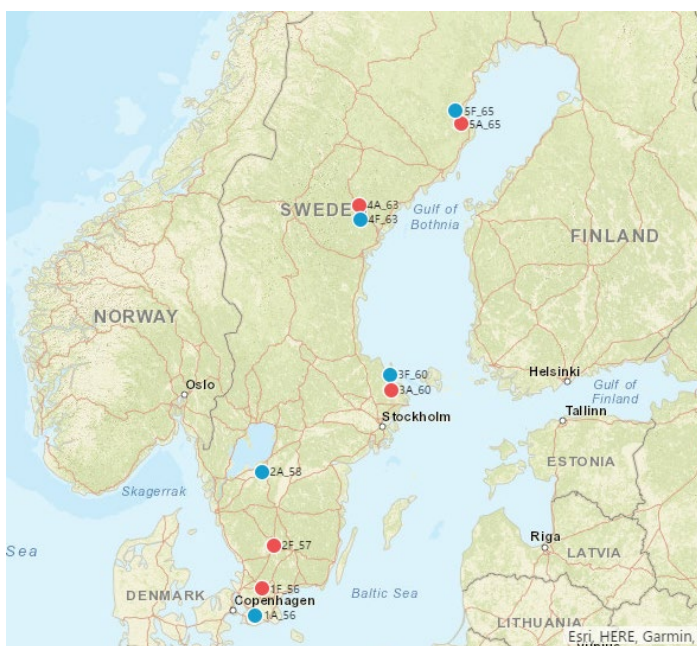 5F_65
5A_65
4A_63
SWEDE
4F_63
Gulf of
Bothnia
FINLAND
NORWAY
3F_60
3A_60
Oslo
Helsinki
Gulf of
Finland
Stockholm
Tallinn
2A_58
ESTONIA
Skagerrak
Sea
2F_57
Riga
LATVIA
1F_56
DENMARK
Copenhagen
Baltic Sea
1A_56
LITHUANIA
Esri, HERE, Garmin,
Vilnius